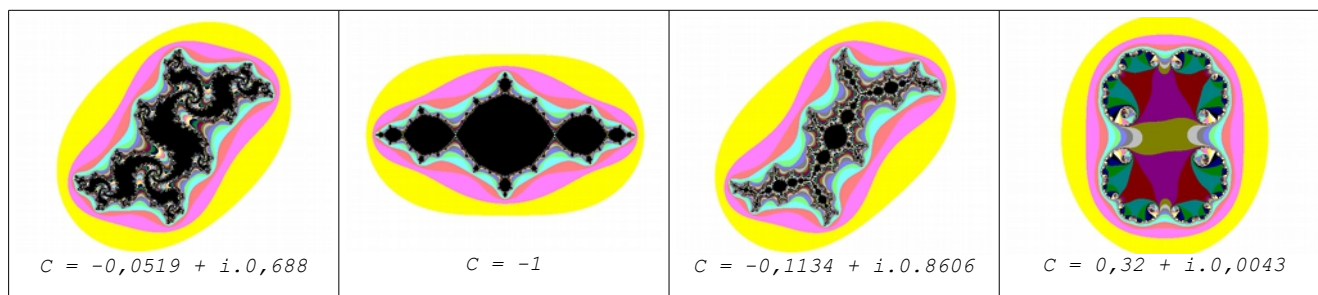 C = -0,0519 + i.0,688
C = -1
C = -0,1134 + i.0.8606
C = 0,32 + i.0,0043